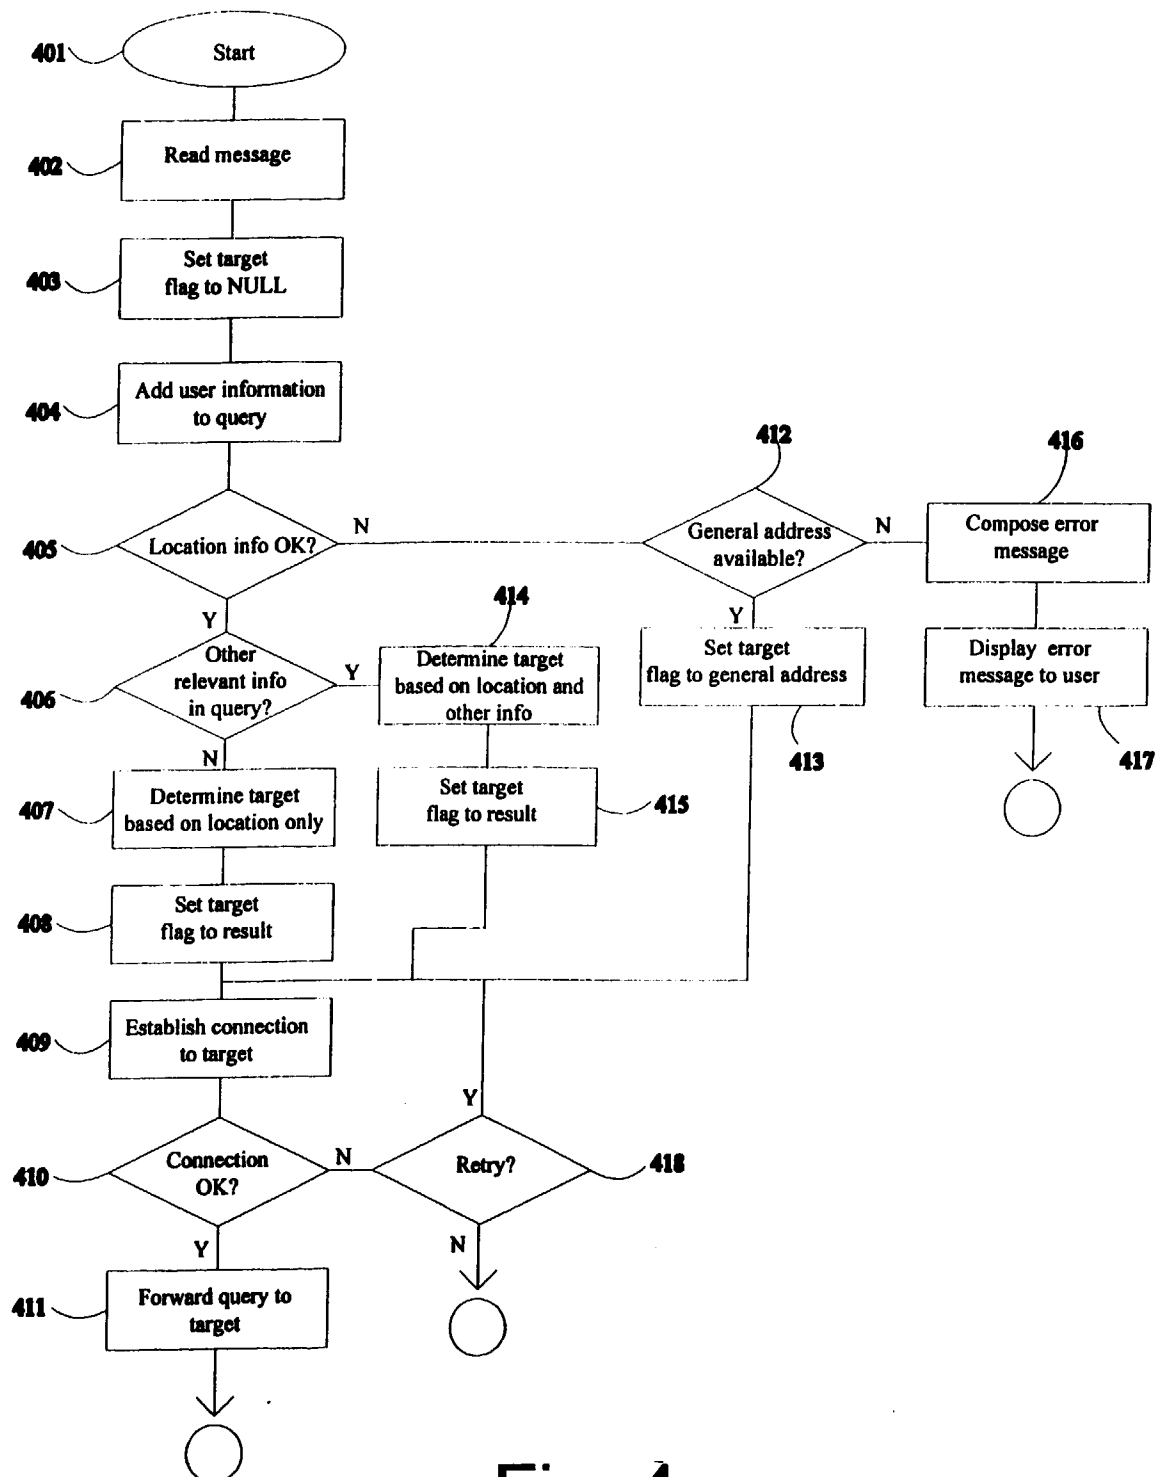 401
Start
402
Read message
403
Set target
flag to NULL
404
Add user information
to query
405
Location info OK?
N
Y
412
General address
available?
N
Y
416
Compose error
message
406
Other
relevant info
in query?
Y
N
414
Determine target
based on location and
other info
Set target
flag to general address
413
Display error
message to user
417
407
Determine target
based on location only
Set target
flag to result
415
408
Set target
flag to result
409
Establish connection
to target
410
Connection
OK?
N
Y
Retry?
Y
N
418
411
Forward query to
target